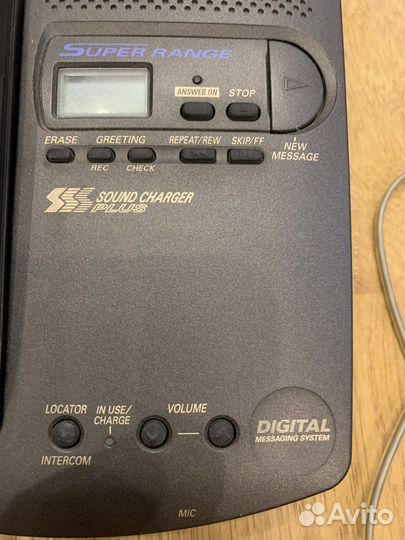 SUPER RANGE
ANSWER ON STOP
ERASE GREETING REPEAT/REW SKIP/FF
REC CHECK
NEW
MESSAGE
SOUND CHARGER
PLUS
LOCATOR IN USE/
CHARGE VOLUME
INTERCOM
DIGITAL
MESSAGING SYSTEM
MIC
Avito